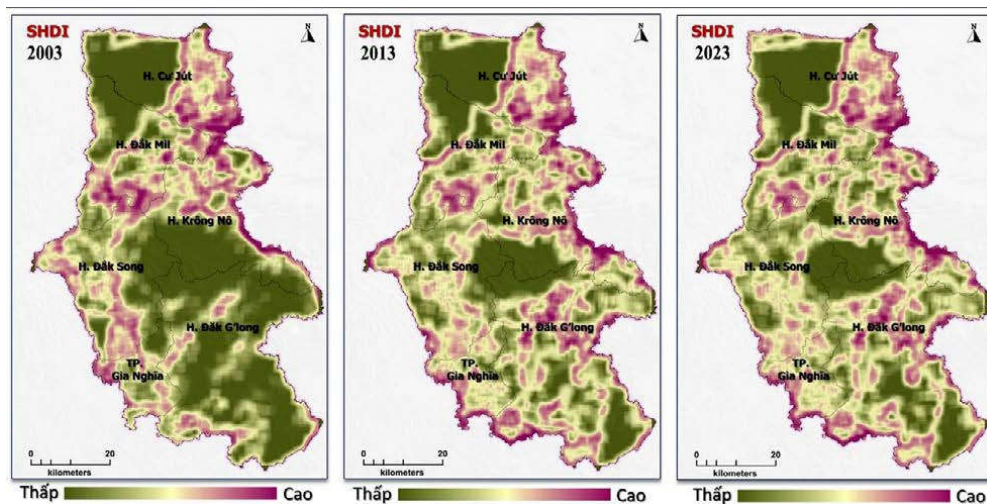 SHDI
2003
N
H. Cư Jút
H. Đắk Mil
H. Krông Nô
H. Đắk Song
H. Đăk G'long
TP.
Gia Nghĩa
0 20
kilometers
Thấp Cao
SHDI
2013
N
H. Cư Jút
H. Đắk Mil
H. Krông Nô
H. Đắk Song
H. Đăk G'long
TP.
Gia Nghĩa
0 20
kilometers
Thấp Cao
SHDI
2023
N
H. Cư Jút
H. Đắk Mil
H. Krông Nô
H. Đắk Song
H. Đăk G'long
TP.
Gia Nghĩa
0 20
kilometers
Thấp Cao